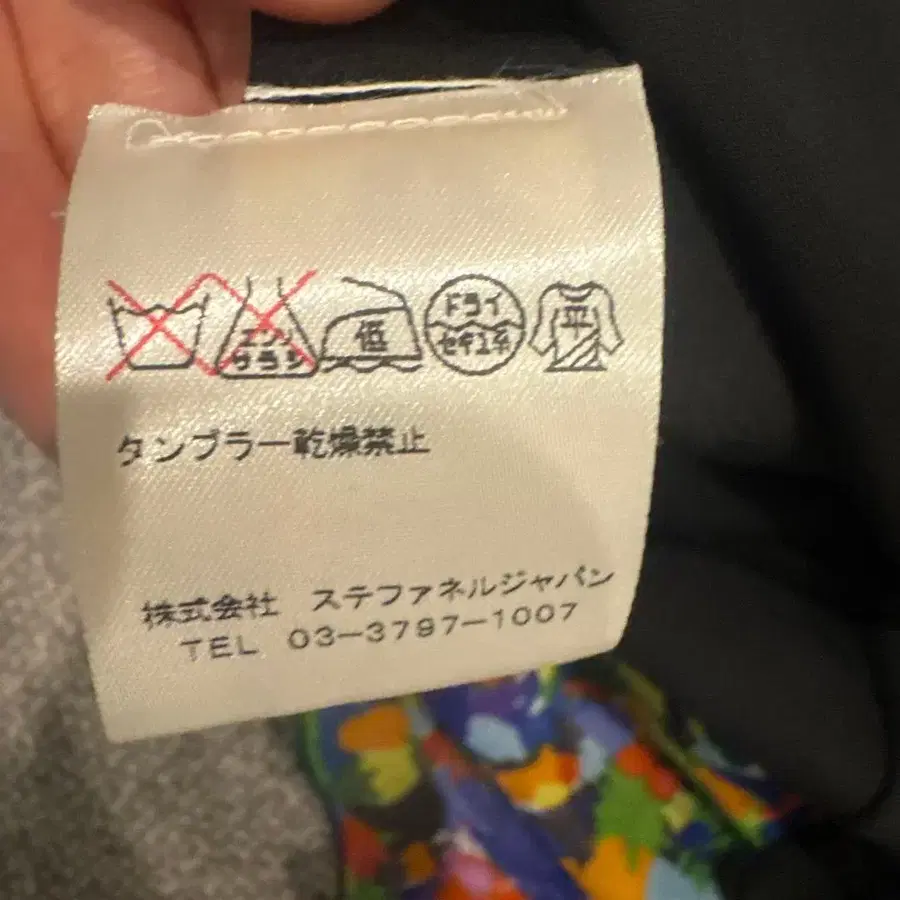 エンソ サラシ 低 ドライ セキユ系 平
タンブラー乾燥禁止
株式会社 ステファネルジャパン
TEL 03-3797-1007